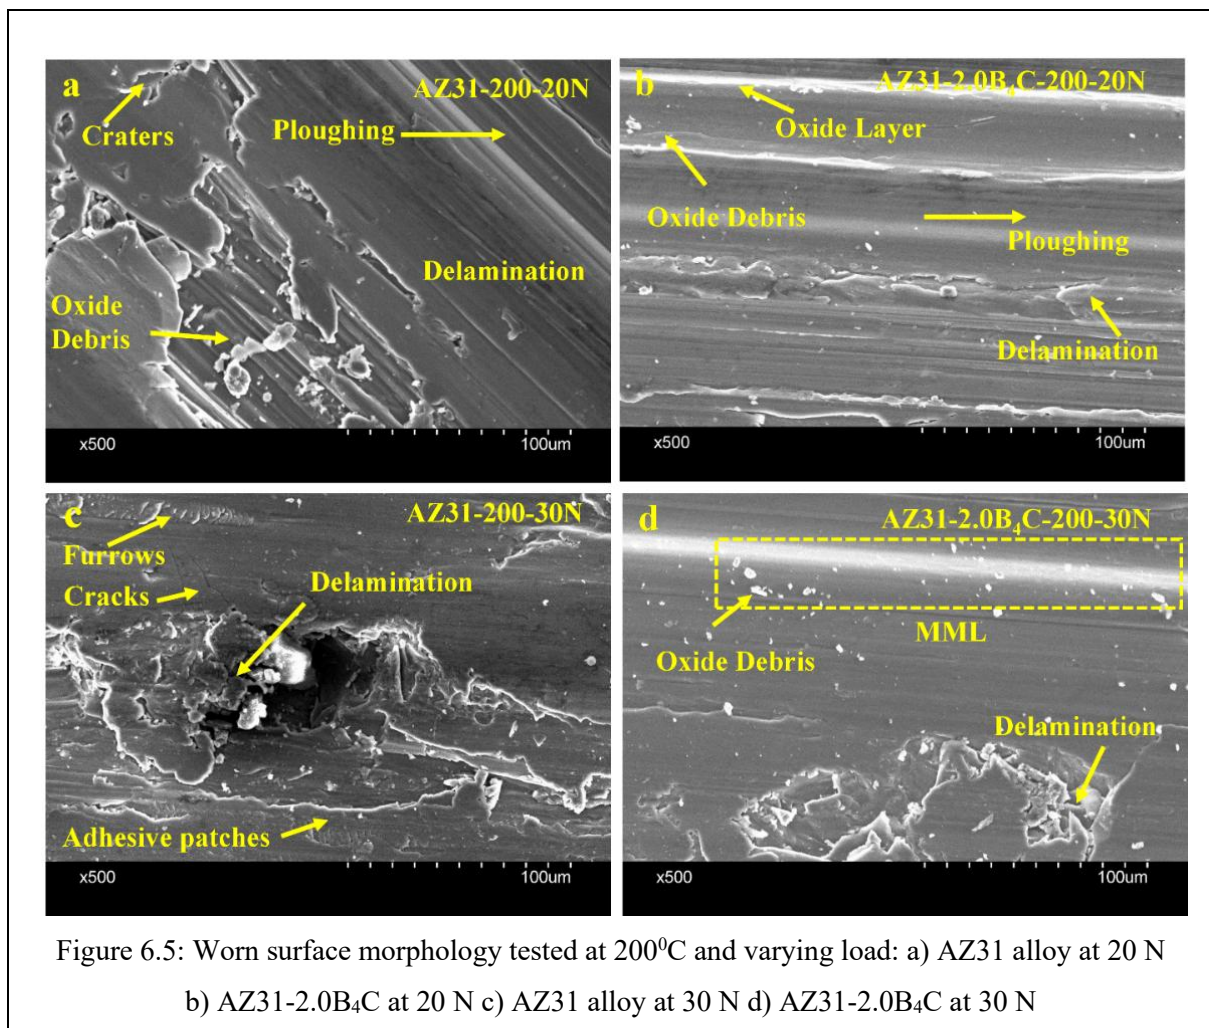 a
AZ31-200-20N
Craters
Ploughing
Delamination
Oxide
Debris
x500
100um
b
AZ31-2.0B₄C-200-20N
Oxide Layer
Oxide Debris
Ploughing
Delamination
x500
100um
c
AZ31-200-30N
Furrows
Delamination
Cracks
Adhesive patches
x500
100um
d
AZ31-2.0B₄C-200-30N
MML
Oxide Debris
Delamination
x500
100um
Figure 6.5: Worn surface morphology tested at 200⁰C and varying load: a) AZ31 alloy at 20 N
b) AZ31-2.0B₄C at 20 N c) AZ31 alloy at 30 N d) AZ31-2.0B₄C at 30 N